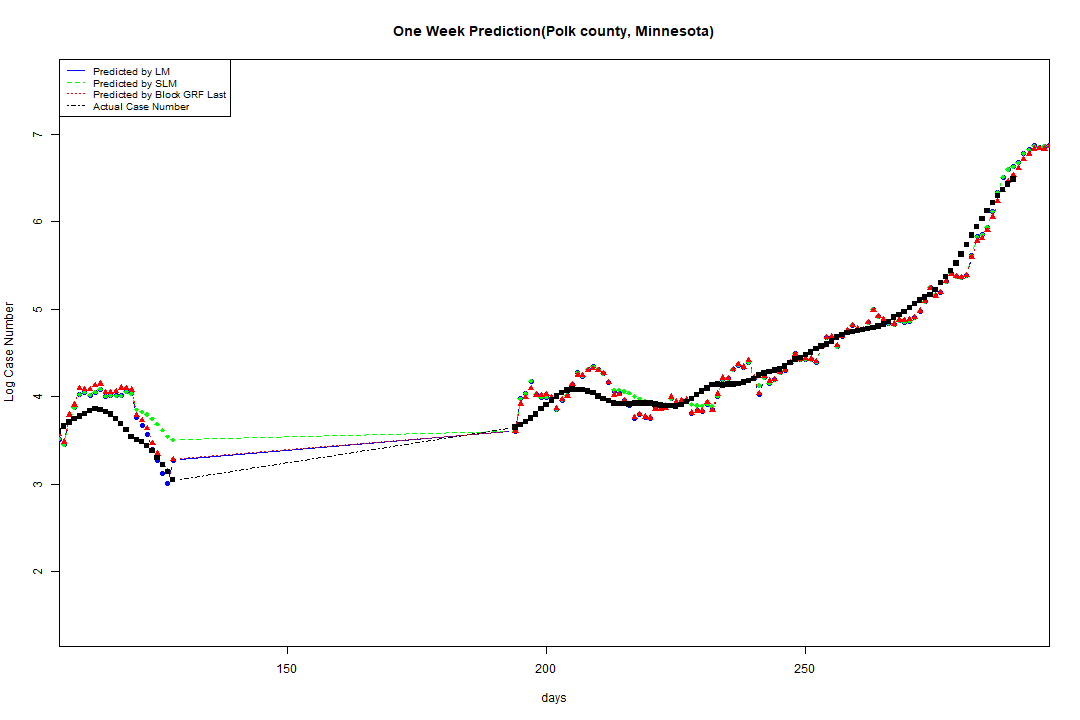 One Week Prediction(Polk county, Minnesota)
Predicted by LM
Predicted by SLM
Predicted by Block GRF Last
Actual Case Number
7
6
5
4
3
2
Log Case Number
150 200 250
days